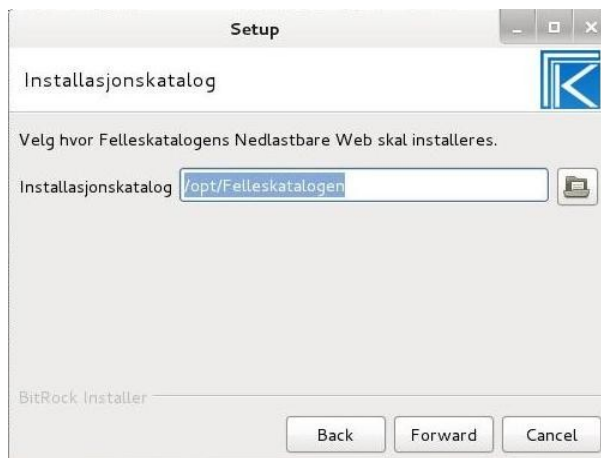 Setup
Installasjonskatalog
Velg hvor Felleskatalogens Nedlastbare Web skal installeres.
Installasjonskatalog /opt/Felleskatalogen
BitRock Installer
Back Forward Cancel